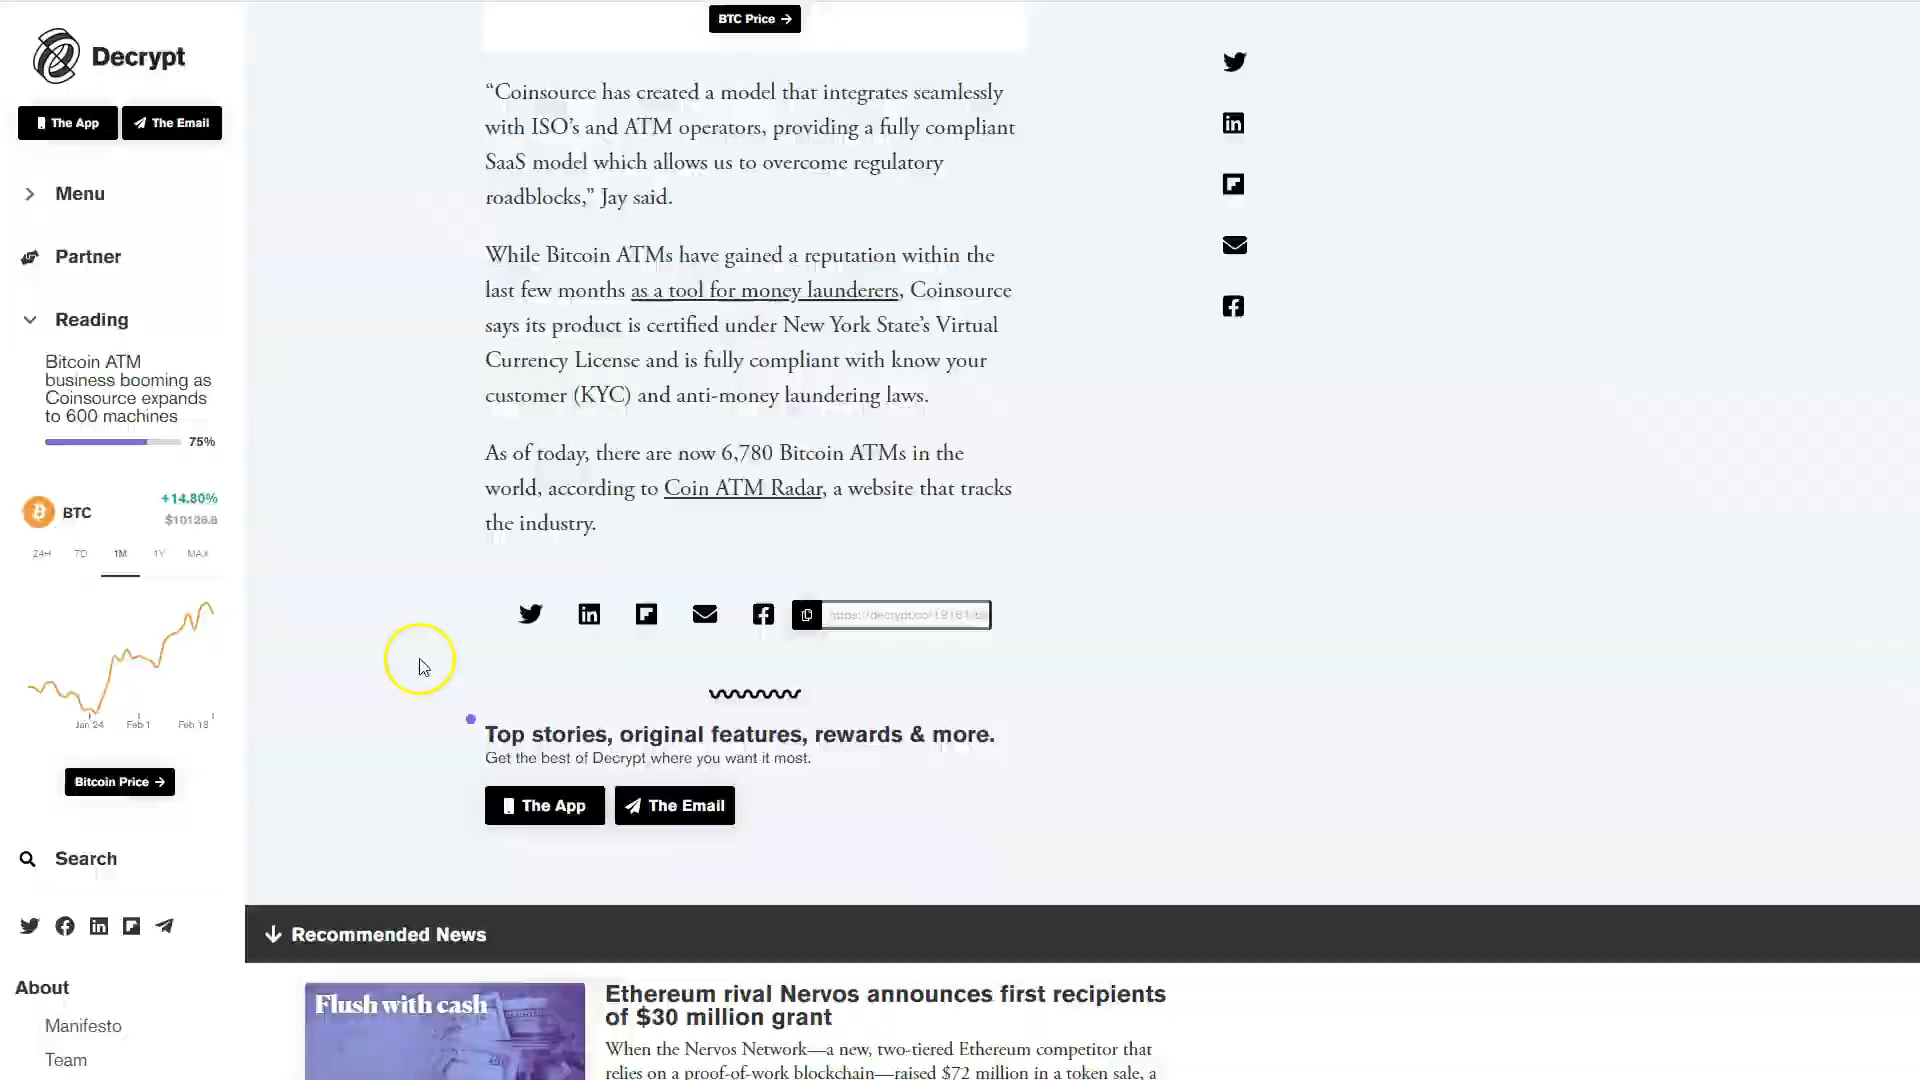 Decrypt
The App
The Email
Menu
Partner
Reading
Bitcoin ATM
business booming as
Coinsource expands
to 600 machines
75%
BTC
+14.80%
$10126.8
24H
7D
1M
1Y
MAX
Jan 24
Feb 1
Feb 18
Bitcoin Price →
Search
About
Manifesto
Team
BTC Price →
“Coinsource has created a model that integrates seamlessly
with ISO’s and ATM operators, providing a fully compliant
SaaS model which allows us to overcome regulatory
roadblocks,” Jay said.
While Bitcoin ATMs have gained a reputation within the
last few months as a tool for money launderers, Coinsource
says its product is certified under New York State’s Virtual
Currency License and is fully compliant with know your
customer (KYC) and anti-money laundering laws.
As of today, there are now 6,780 Bitcoin ATMs in the
world, according to Coin ATM Radar, a website that tracks
the industry.
Top stories, original features, rewards & more.
Get the best of Decrypt where you want it most.
The App
The Email
↓ Recommended News
Flush with cash
Ethereum rival Nervos announces first recipients
of $30 million grant
When the Nervos Network—a new, two-tiered Ethereum competitor that
relies on a proof-of-work blockchain—raised $72 million in a token sale, a